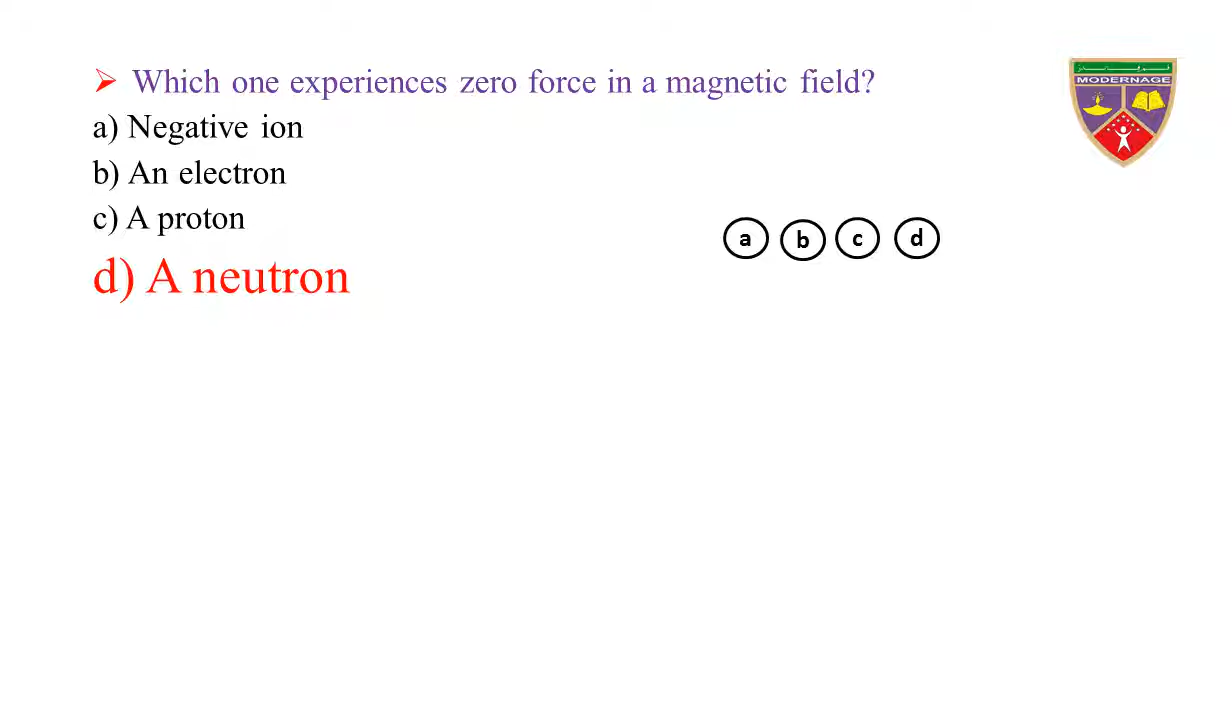 Which one experiences zero force in a magnetic field?
a) Negative ion
b) An electron
c) A proton
d) A neutron
a b c d
MODERNAGE